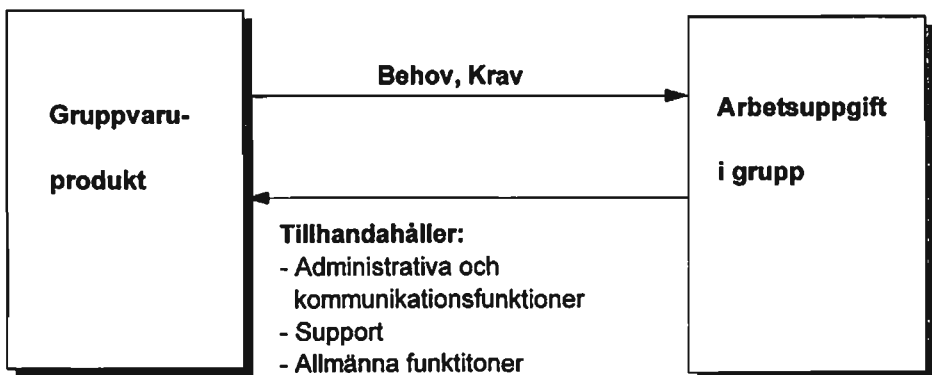 Gruppvaru-
produkt
Behov, Krav
Arbetsuppgift
i grupp
Tillhandahåller:
- Administrativa och
kommunikationsfunktioner
- Support
- Allmänna funktitoner